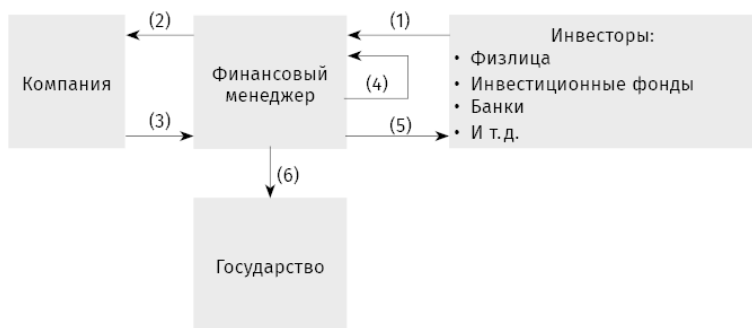 (2)
(1)
Инвесторы:
• Физлица
• Инвестиционные фонды
• Банки
• И т. д.
Компания
Финансовый
менеджер
(4)
(3)
(5)
(6)
Государство